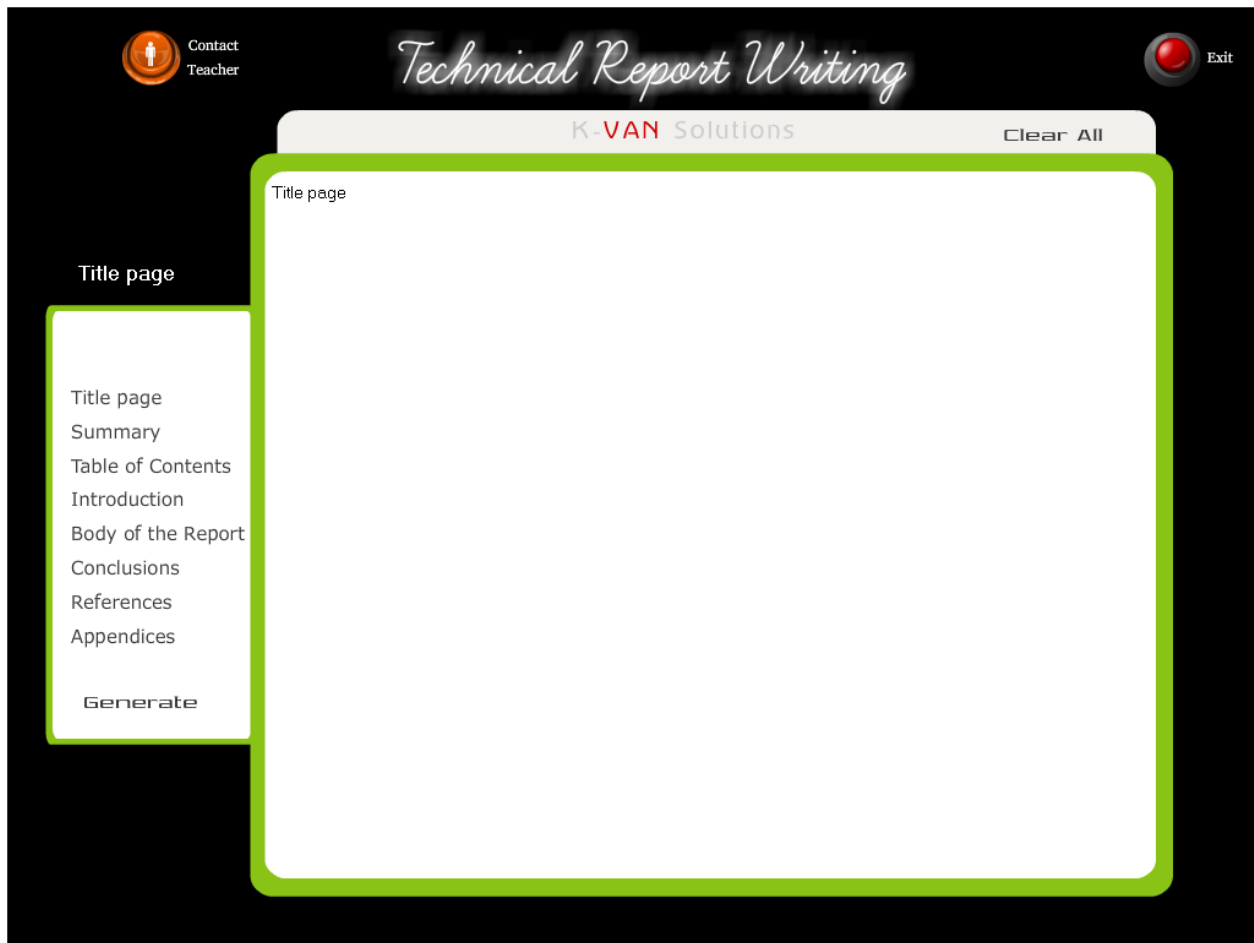 Contact
Teacher
Technical Report Writing
Exit
K-VAN Solutions
Clear All
Title page
Title page
Title page
Summary
Table of Contents
Introduction
Body of the Report
Conclusions
References
Appendices
Generate